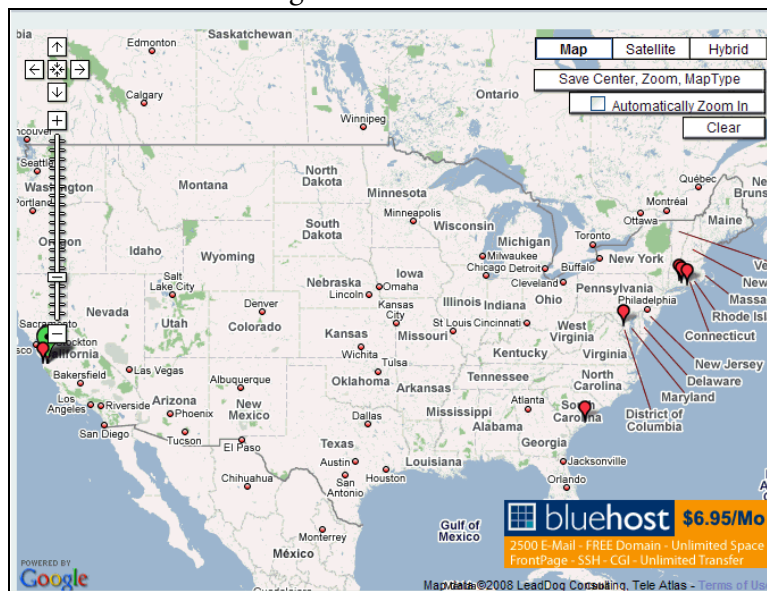 bia
Edmonton
Saskatchewan
Map
Satellite
Hybrid
Save Center, Zoom, MapType
Automatically Zoom In
Clear
Calgary
Ontario
Winnipeg
ncouver
Seattle
Washington
Portland
Montana
North
Dakota
Minnesota
Québec
New
Bruns
Montréal
Ottawa
Maine
Minneapolis
South
Dakota
Wisconsin
Michigan
Toronto
Oregon
Idaho
Wyoming
Milwaukee
Chicago
Detroit
Buffalo
New York
Ve
New
Massa
Salt
Lake City
Nebraska
Iowa
Omaha
Lincoln
Cleveland
Pennsylvania
Philadelphia
Rhode Isl
Connecticut
Nevada
Utah
Denver
Colorado
Kansas
City
Illinois
Indiana
Ohio
Kansas
Missouri
St Louis
Cincinnati
West
Virginia
New Jersey
Sacramento
Stockton
California
Wichita
Kentucky
Virginia
Delaware
Maryland
Bakersfield
Las Vegas
Tulsa
Oklahoma
Arkansas
Tennessee
North
Carolina
District of
Columbia
Los
Angeles
Riverside
Arizona
Phoenix
Albuquerque
New
Mexico
Atlanta
South
Carolina
San Diego
Tucson
El Paso
Dallas
Mississippi
Alabama
Georgia
Texas
Austin
San
Antonio
Houston
Louisiana
Jacksonville
Orlando
Chihuahua
Monterrey
México
Gulf of
Mexico
bluehost
$6.95/Mo
2500 E-Mail - FREE Domain - Unlimited Space
FrontPage - SSH - CGI - Unlimited Transfer
POWERED BY
Google
Map data ©2008 LeadDog Consulting, Tele Atlas - Terms of Us